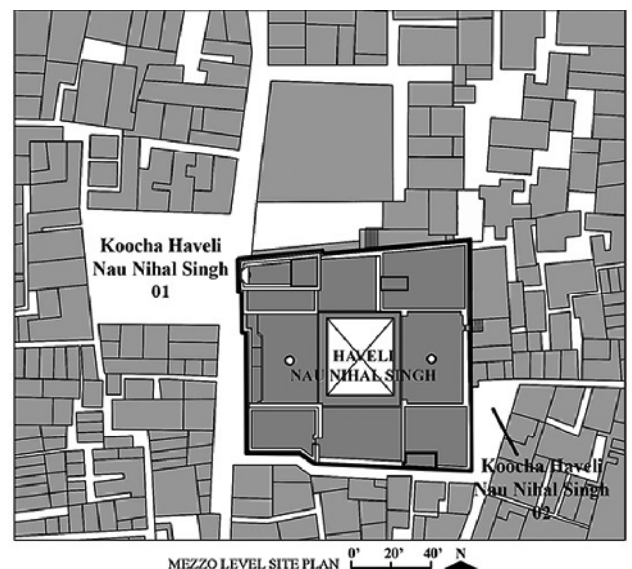 Koocha Haveli
Nau Nihal Singh
01
HAVELI
NAU NIHAL SINGH
Koocha Haveli
Nau Nihal Singh
02
MEZZO LEVEL SITE PLAN 0' 20' 40' N